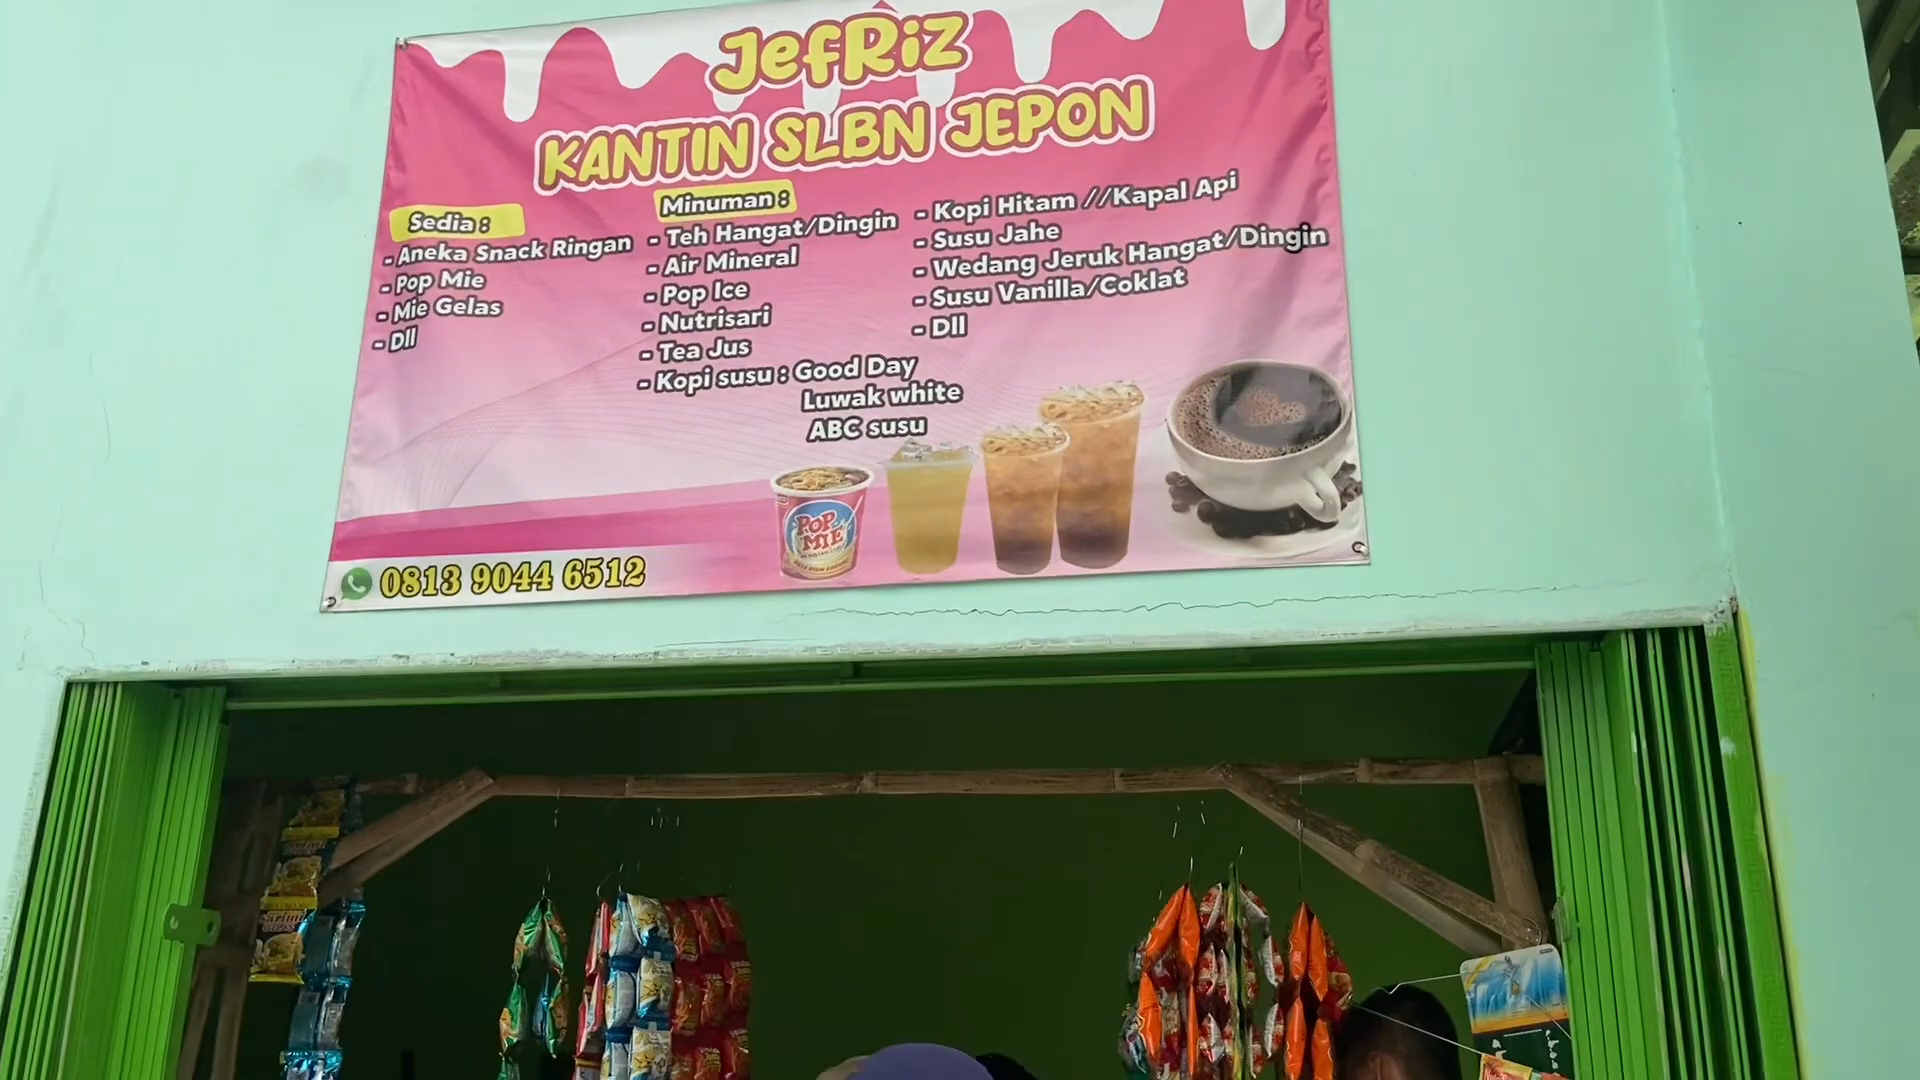 JefRiz
KANTIN SLBN JEPON
Sedia :
- Aneka Snack Ringan
- Pop Mie
- Mie Gelas
- Dll
Minuman :
- Teh Hangat/Dingin
- Air Mineral
- Pop Ice
- Nutrisari
- Tea Jus
- Kopi susu : Good Day
Luwak white
ABC susu
- Kopi Hitam //Kapal Api
- Susu Jahe
- Wedang Jeruk Hangat/Dingin
- Susu Vanilla/Coklat
- Dll
POP
MIE
0813 9044 6512
Sarimi
GELAS